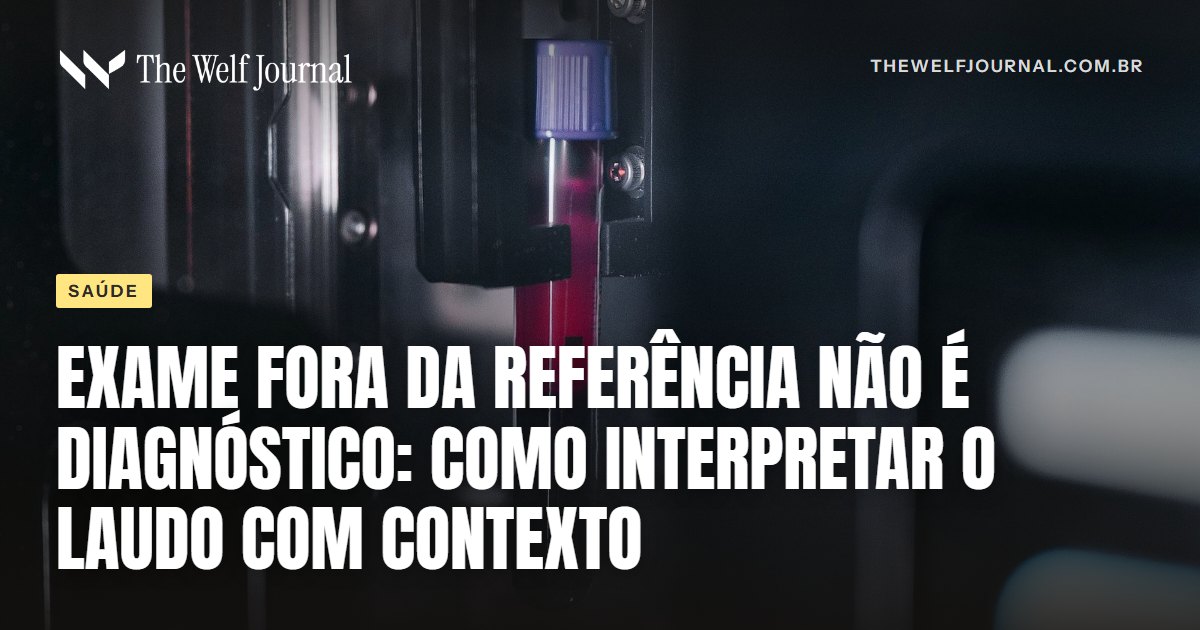 The Welf Journal
THEWELFJOURNAL.COM.BR
SAÚDE
EXAME FORA DA REFERÊNCIA NÃO É
DIAGNÓSTICO: COMO INTERPRETAR O
LAUDO COM CONTEXTO